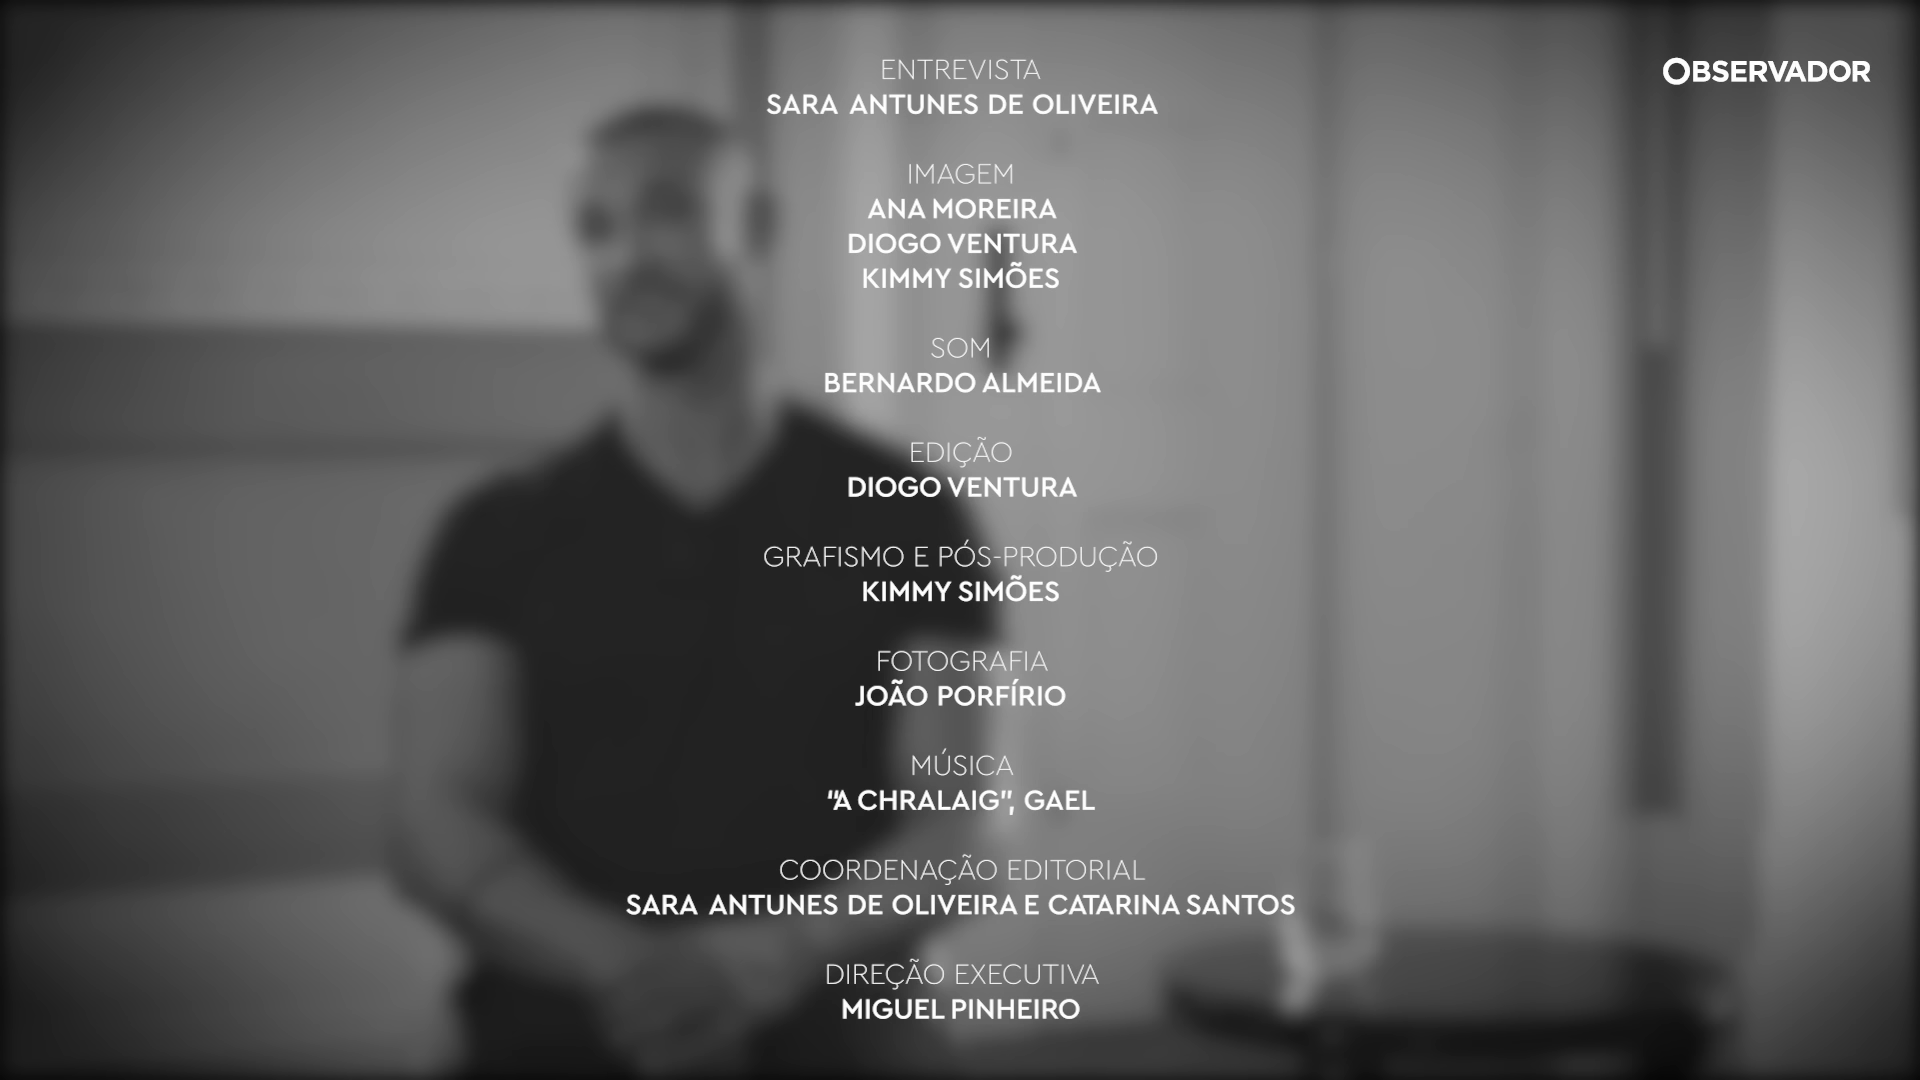 ENTREVISTA
SARA ANTUNES DE OLIVEIRA
OBSERVADOR
IMAGEM
ANA MOREIRA
DIOGO VENTURA
KIMMY SIMÕES
SOM
BERNARDO ALMEIDA
EDIÇÃO
DIOGO VENTURA
GRAFISMO E PÓS-PRODUÇÃO
KIMMY SIMÕES
FOTOGRAFIA
JOÃO PORFÍRIO
MÚSICA
“A CHRALAIG”, GAEL
COORDENAÇÃO EDITORIAL
SARA ANTUNES DE OLIVEIRA E CATARINA SANTOS
DIREÇÃO EXECUTIVA
MIGUEL PINHEIRO